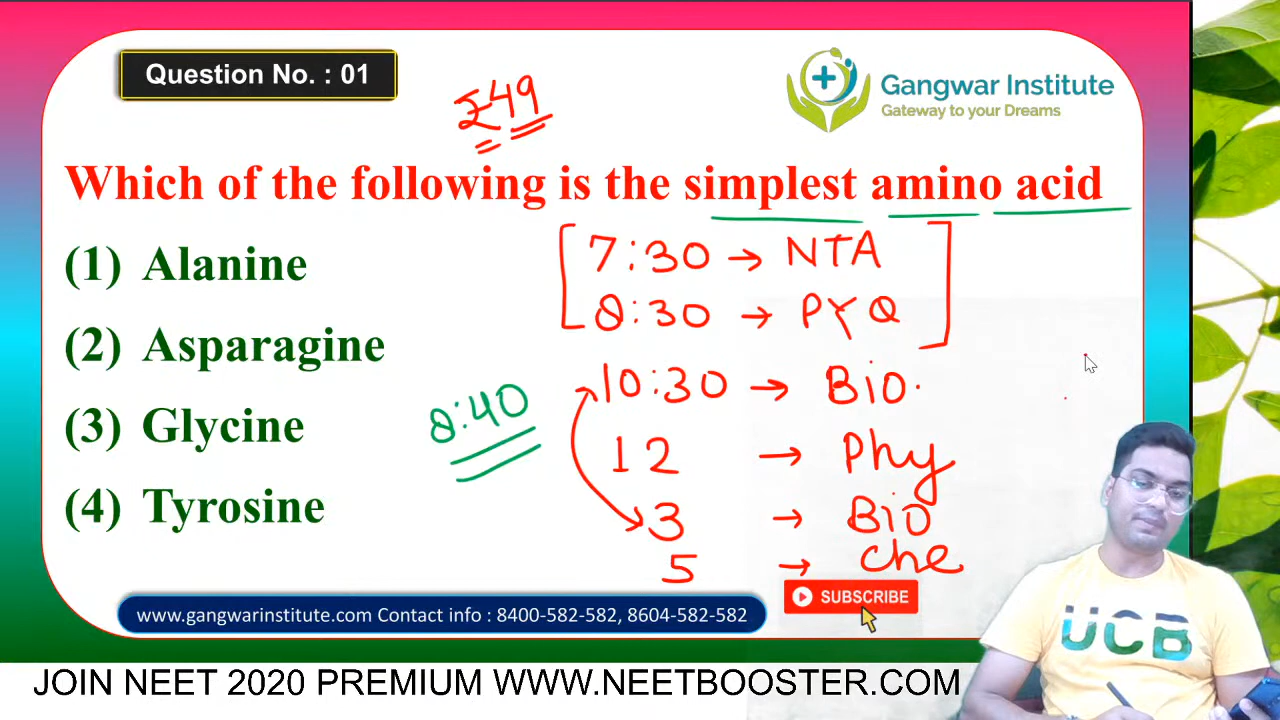 Question No. : 01
₹49
Gangwar Institute
Gateway to your Dreams
Which of the following is the simplest amino acid
(1) Alanine
(2) Asparagine
(3) Glycine
(4) Tyrosine
8:40
[7:30 → NTA
8:30 → PYQ]
10:30 → Bio.
12 → Phy
3 → Bio
5 → Che
SUBSCRIBE
www.gangwarinstitute.com Contact info : 8400-582-582, 8604-582-582
UCB
JOIN NEET 2020 PREMIUM WWW.NEETBOOSTER.COM